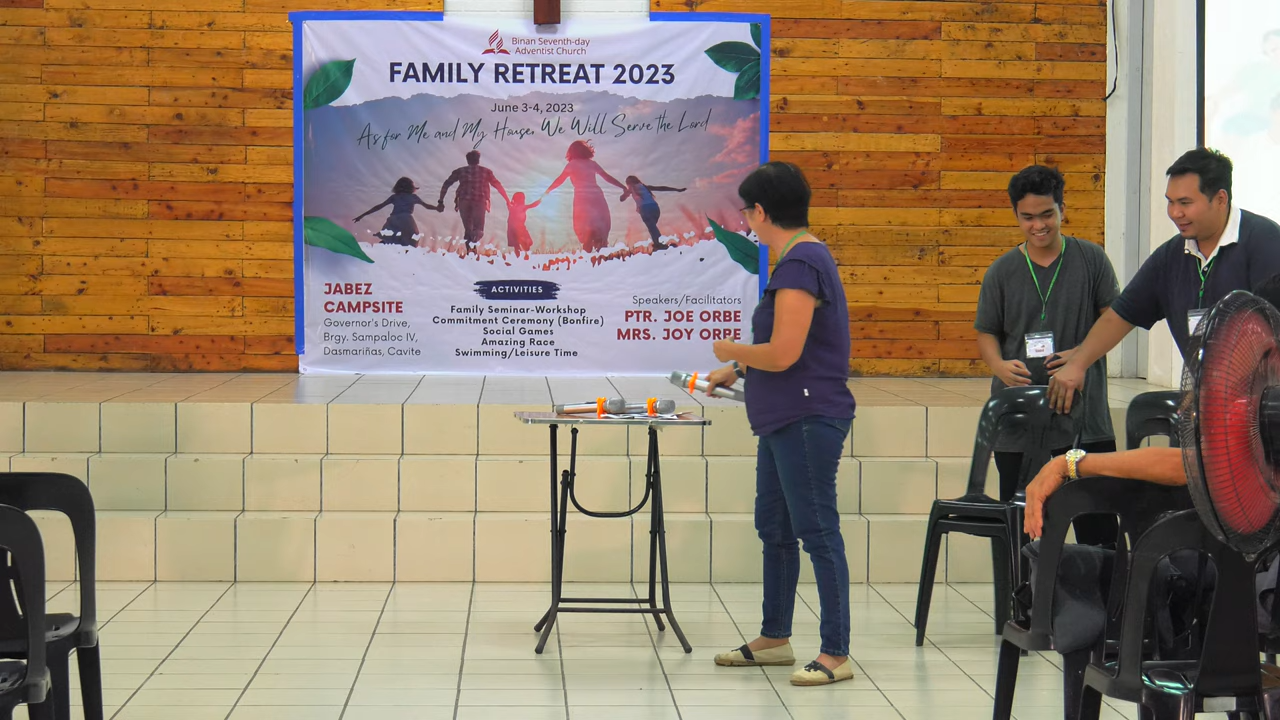 Binan Seventh-day
Adventist Church
FAMILY RETREAT 2023
June 3-4, 2023
As for Me and My House, We Will Serve the Lord
JABEZ
CAMPSITE
Governor's Drive,
Brgy. Sampaloc IV,
Dasmariñas, Cavite
ACTIVITIES
Family Seminar-Workshop
Commitment Ceremony (Bonfire)
Social Games
Amazing Race
Swimming/Leisure Time
Speakers/Facilitators
PTR. JOE ORBE
MRS. JOY ORBE